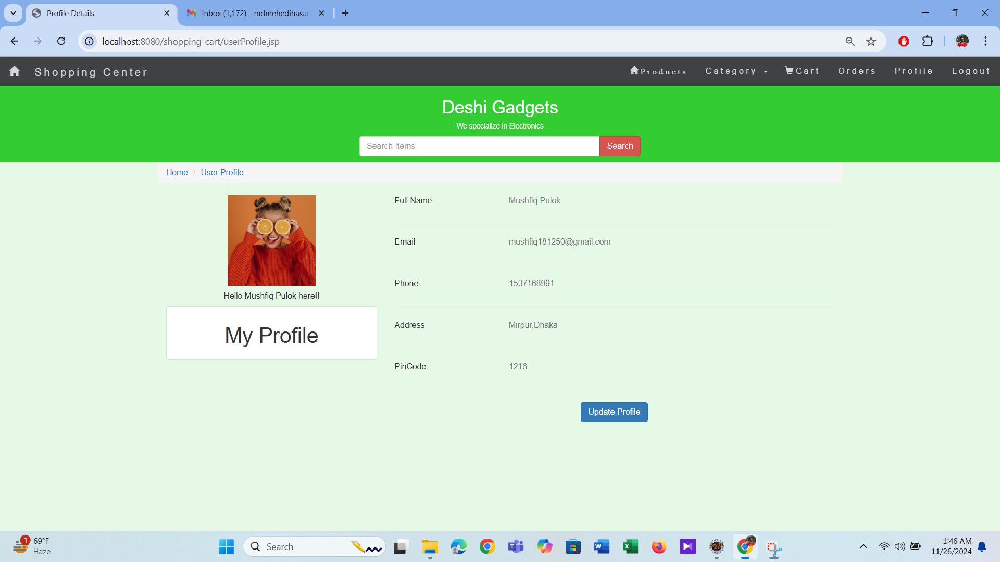 Profile Details
Inbox (1,172) - mdmehedihasan
localhost:8080/shopping-cart/userProfile.jsp
Shopping Center
Products Category Cart Orders Profile Logout
Deshi Gadgets
We specialize in Electronics
Search Items Search
Home / User Profile
Full Name Mushfiq Pulok
Email mushfiq181250@gmail.com
Phone 1537168991
Hello Mushfiq Pulok here!!
Address Mirpur,Dhaka
My Profile
PinCode 1216
Update Profile
1
69°F
Haze
Search
1:46 AM
11/26/2024